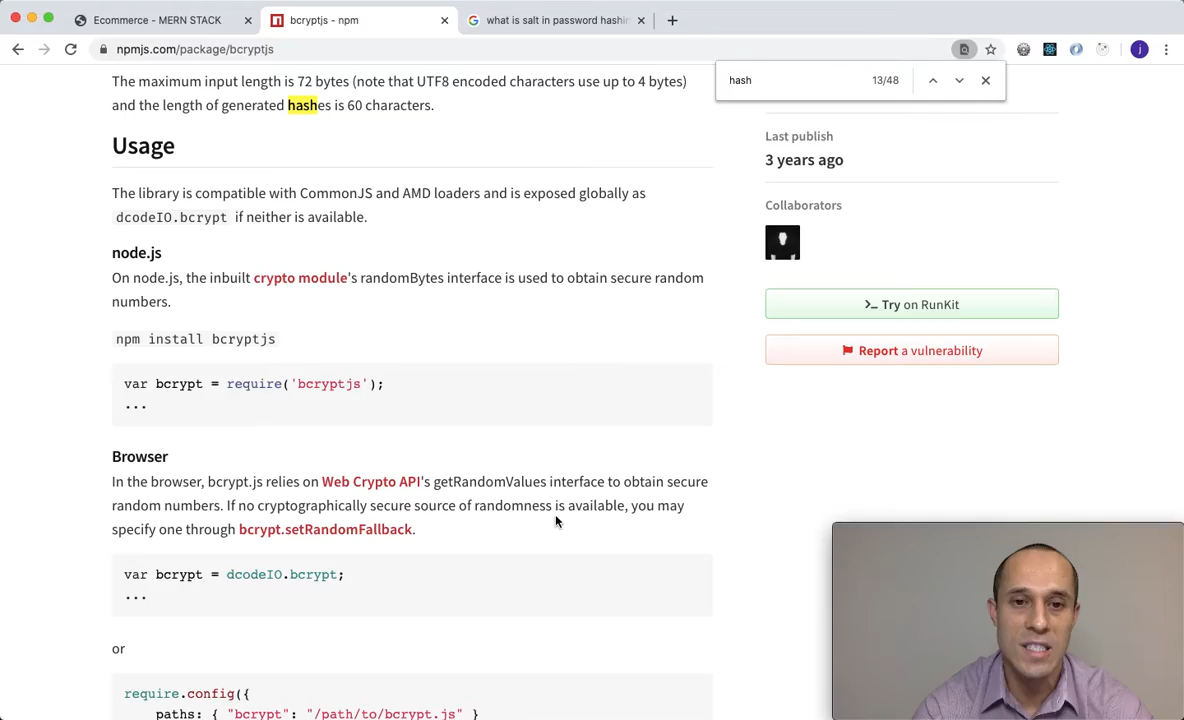 Ecommerce - MERN STACK
bcryptjs - npm
what is salt in password hashin
npmjs.com/package/bcryptjs
j
hash
13/48
The maximum input length is 72 bytes (note that UTF8 encoded characters use up to 4 bytes)
and the length of generated hashes is 60 characters.
Usage
The library is compatible with CommonJS and AMD loaders and is exposed globally as
dcodeIO.bcrypt if neither is available.
node.js
On node.js, the inbuilt crypto module's randomBytes interface is used to obtain secure random
numbers.
npm install bcryptjs
var bcrypt = require('bcryptjs');
...
Browser
In the browser, bcrypt.js relies on Web Crypto API's getRandomValues interface to obtain secure
random numbers. If no cryptographically secure source of randomness is available, you may
specify one through bcrypt.setRandomFallback.
var bcrypt = dcodeIO.bcrypt;
...
or
require.config({
paths: { "bcrypt": "/path/to/bcrypt.js" }
Last publish
3 years ago
Collaborators
>_ Try on RunKit
Report a vulnerability